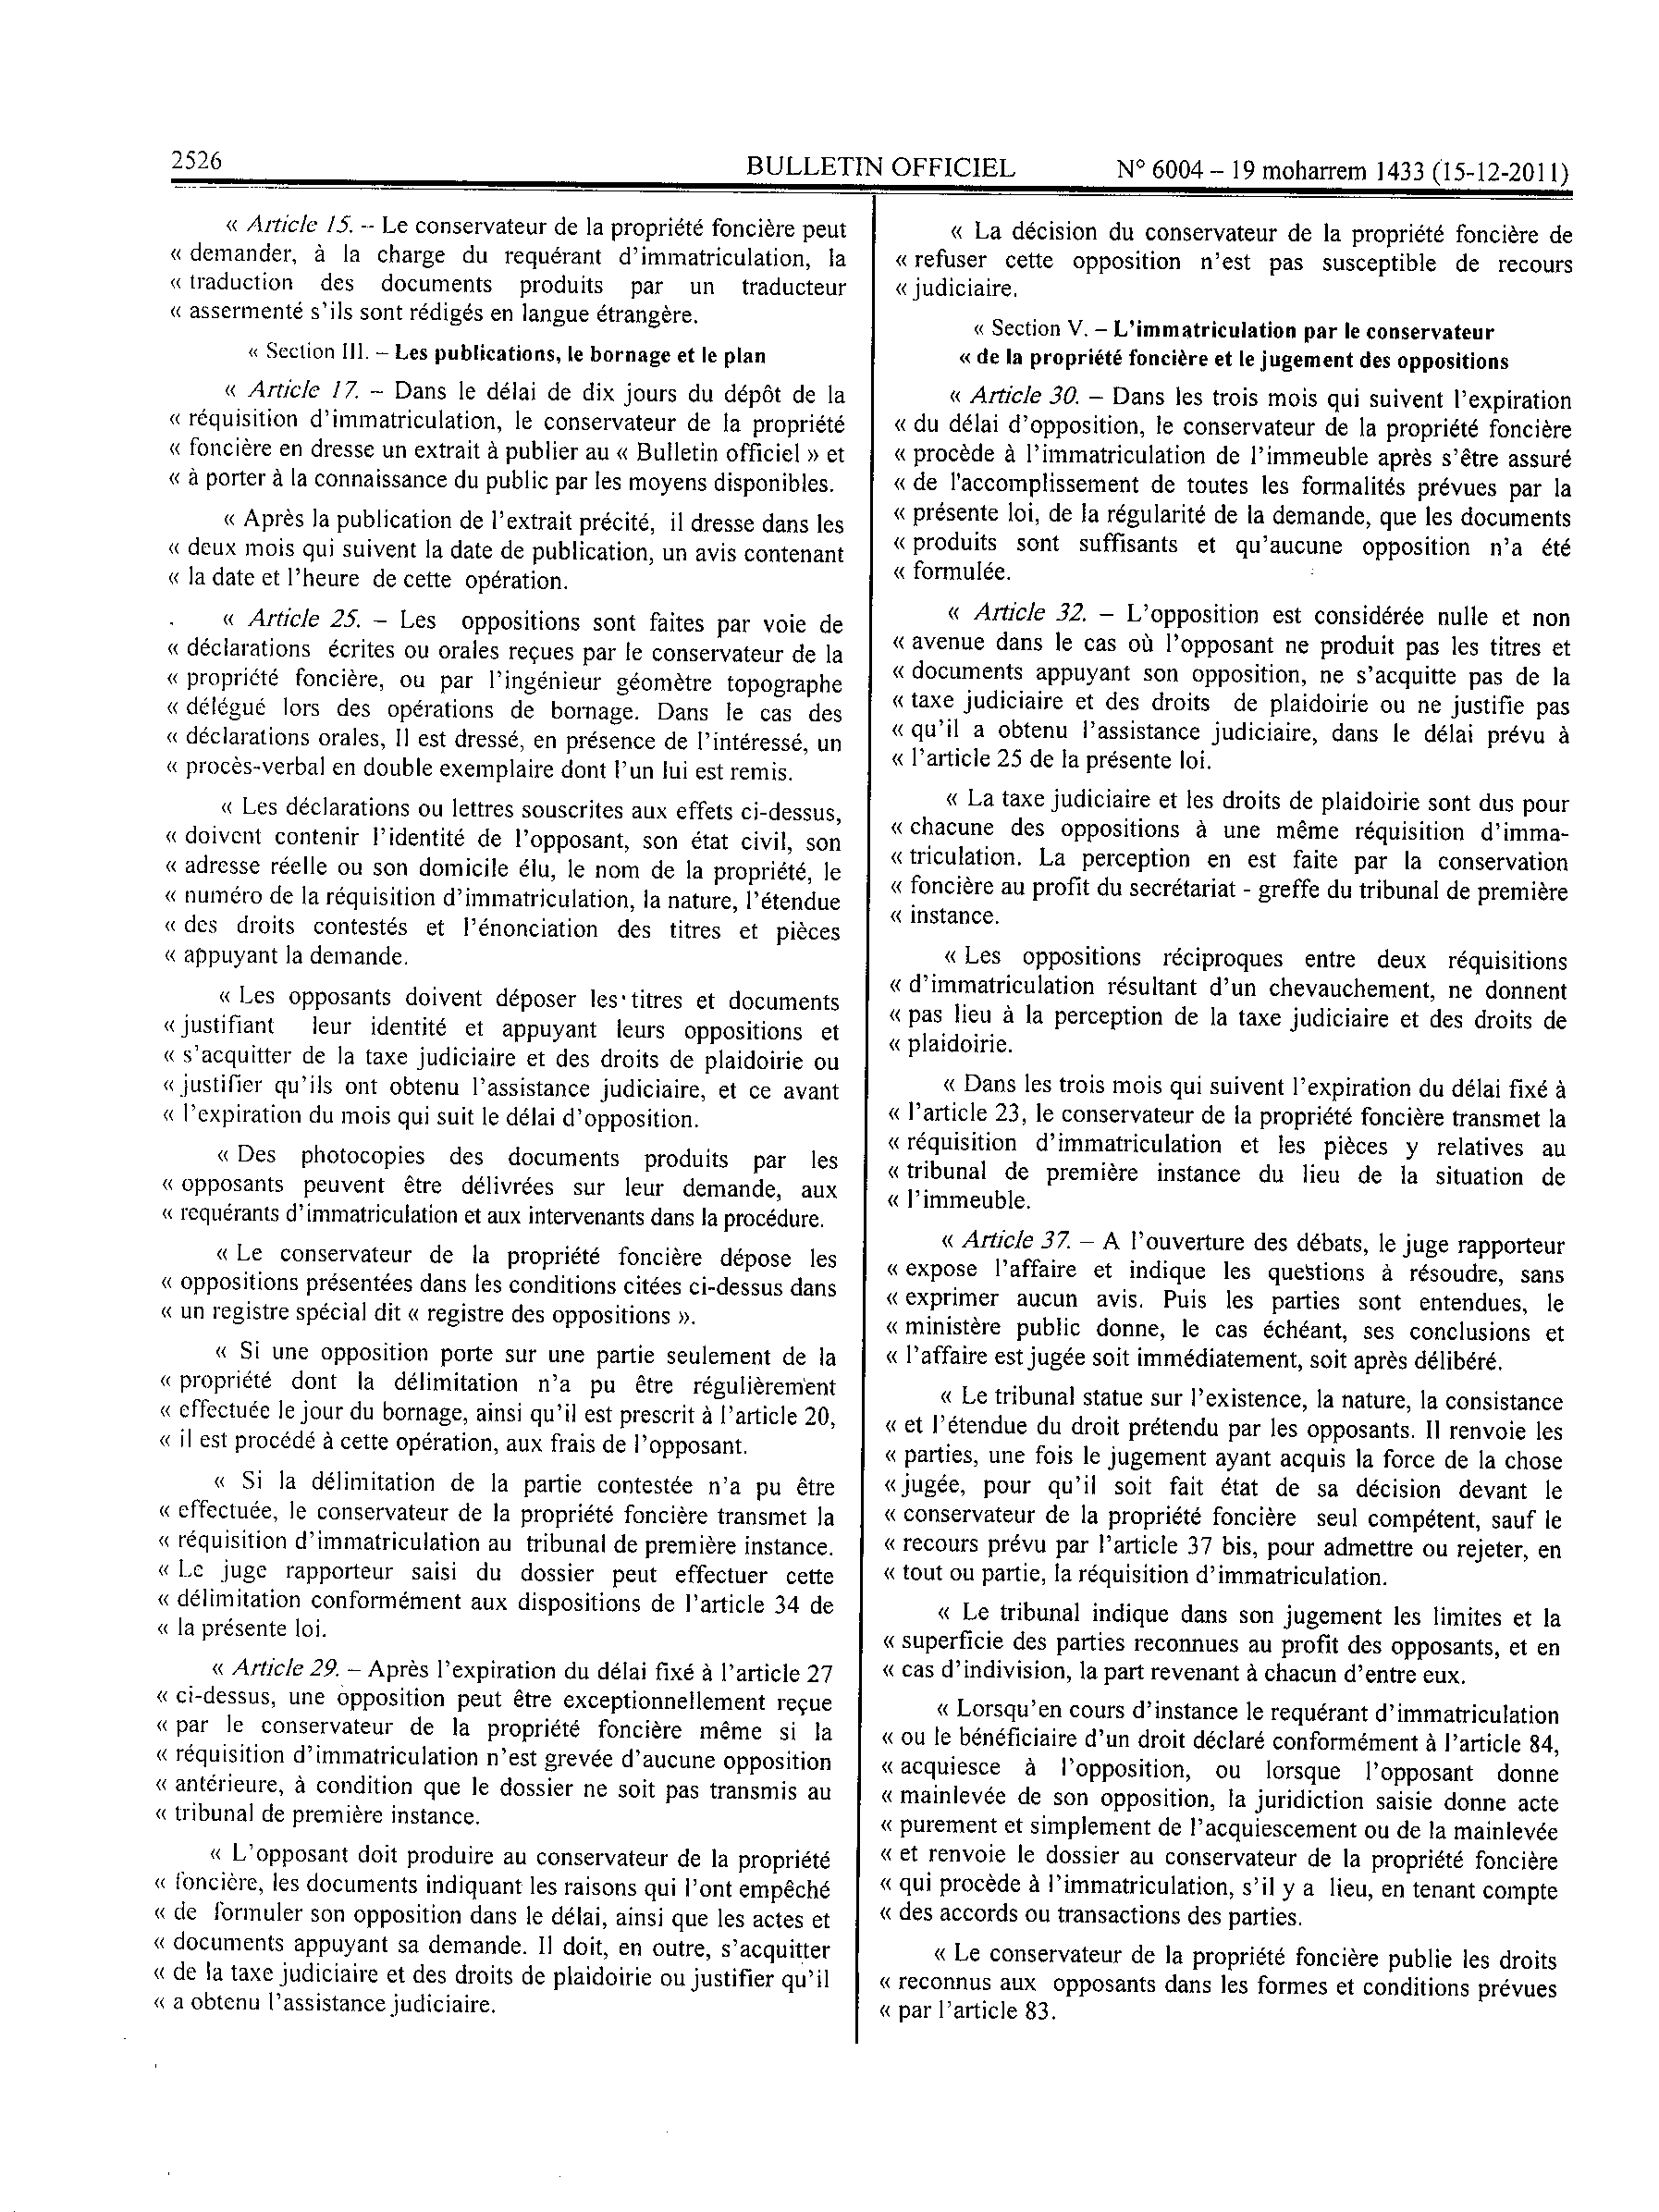 2526
BULLETIN OFFICIEL
N° 6004 – 19 moharrem 1433 (15-12-2011)
« Article 15. -- Le conservateur de la propriété foncière peut
« demander, à la charge du requérant d'immatriculation, la
« traduction des documents produits par un traducteur
« assermenté s'ils sont rédigés en langue étrangère.
« Section III. – Les publications, le bornage et le plan
« Article 17. – Dans le délai de dix jours du dépôt de la
« réquisition d'immatriculation, le conservateur de la propriété
« foncière en dresse un extrait à publier au « Bulletin officiel » et
« à porter à la connaissance du public par les moyens disponibles.
« Après la publication de l'extrait précité, il dresse dans les
« deux mois qui suivent la date de publication, un avis contenant
« la date et l'heure de cette opération.
« Article 25. – Les oppositions sont faites par voie de
« déclarations écrites ou orales reçues par le conservateur de la
« propriété foncière, ou par l'ingénieur géomètre topographe
« délégué lors des opérations de bornage. Dans le cas des
« déclarations orales, Il est dressé, en présence de l'intéressé, un
« procès-verbal en double exemplaire dont l'un lui est remis.
« Les déclarations ou lettres souscrites aux effets ci-dessus,
« doivent contenir l'identité de l'opposant, son état civil, son
« adresse réelle ou son domicile élu, le nom de la propriété, le
« numéro de la réquisition d'immatriculation, la nature, l'étendue
« des droits contestés et l'énonciation des titres et pièces
« appuyant la demande.
« Les opposants doivent déposer les titres et documents
« justifiant leur identité et appuyant leurs oppositions et
« s'acquitter de la taxe judiciaire et des droits de plaidoirie ou
« justifier qu'ils ont obtenu l'assistance judiciaire, et ce avant
« l'expiration du mois qui suit le délai d'opposition.
« Des photocopies des documents produits par les
« opposants peuvent être délivrées sur leur demande, aux
« requérants d'immatriculation et aux intervenants dans la procédure.
« Le conservateur de la propriété foncière dépose les
« oppositions présentées dans les conditions citées ci-dessus dans
« un registre spécial dit « registre des oppositions ».
« Si une opposition porte sur une partie seulement de la
« propriété dont la délimitation n'a pu être régulièrement
« effectuée le jour du bornage, ainsi qu'il est prescrit à l'article 20,
« il est procédé à cette opération, aux frais de l'opposant.
« Si la délimitation de la partie contestée n'a pu être
« effectuée, le conservateur de la propriété foncière transmet la
« réquisition d'immatriculation au tribunal de première instance.
« Le juge rapporteur saisi du dossier peut effectuer cette
« délimitation conformément aux dispositions de l'article 34 de
« la présente loi.
« Article 29. – Après l'expiration du délai fixé à l'article 27
« ci-dessus, une opposition peut être exceptionnellement reçue
« par le conservateur de la propriété foncière même si la
« réquisition d'immatriculation n'est grevée d'aucune opposition
« antérieure, à condition que le dossier ne soit pas transmis au
« tribunal de première instance.
« L'opposant doit produire au conservateur de la propriété
« foncière, les documents indiquant les raisons qui l'ont empêché
« de formuler son opposition dans le délai, ainsi que les actes et
« documents appuyant sa demande. Il doit, en outre, s'acquitter
« de la taxe judiciaire et des droits de plaidoirie ou justifier qu'il
« a obtenu l'assistance judiciaire.
« La décision du conservateur de la propriété foncière de
« refuser cette opposition n'est pas susceptible de recours
« judiciaire.
« Section V. – L'immatriculation par le conservateur
« de la propriété foncière et le jugement des oppositions
« Article 30. – Dans les trois mois qui suivent l'expiration
« du délai d'opposition, le conservateur de la propriété foncière
« procède à l'immatriculation de l'immeuble après s'être assuré
« de l'accomplissement de toutes les formalités prévues par la
« présente loi, de la régularité de la demande, que les documents
« produits sont suffisants et qu'aucune opposition n'a été
« formulée.
« Article 32. – L'opposition est considérée nulle et non
« avenue dans le cas où l'opposant ne produit pas les titres et
« documents appuyant son opposition, ne s'acquitte pas de la
« taxe judiciaire et des droits de plaidoirie ou ne justifie pas
« qu'il a obtenu l'assistance judiciaire, dans le délai prévu à
« l'article 25 de la présente loi.
« La taxe judiciaire et les droits de plaidoirie sont dus pour
« chacune des oppositions à une même réquisition d'imma-
« triculation. La perception en est faite par la conservation
« foncière au profit du secrétariat - greffe du tribunal de première
« instance.
« Les oppositions réciproques entre deux réquisitions
« d'immatriculation résultant d'un chevauchement, ne donnent
« pas lieu à la perception de la taxe judiciaire et des droits de
« plaidoirie.
« Dans les trois mois qui suivent l'expiration du délai fixé à
« l'article 23, le conservateur de la propriété foncière transmet la
« réquisition d'immatriculation et les pièces y relatives au
« tribunal de première instance du lieu de la situation de
« l'immeuble.
« Article 37. – A l'ouverture des débats, le juge rapporteur
« expose l'affaire et indique les questions à résoudre, sans
« exprimer aucun avis. Puis les parties sont entendues, le
« ministère public donne, le cas échéant, ses conclusions et
« l'affaire est jugée soit immédiatement, soit après délibéré.
« Le tribunal statue sur l'existence, la nature, la consistance
« et l'étendue du droit prétendu par les opposants. Il renvoie les
« parties, une fois le jugement ayant acquis la force de la chose
« jugée, pour qu'il soit fait état de sa décision devant le
« conservateur de la propriété foncière seul compétent, sauf le
« recours prévu par l'article 37 bis, pour admettre ou rejeter, en
« tout ou partie, la réquisition d'immatriculation.
« Le tribunal indique dans son jugement les limites et la
« superficie des parties reconnues au profit des opposants, et en
« cas d'indivision, la part revenant à chacun d'entre eux.
« Lorsqu'en cours d'instance le requérant d'immatriculation
« ou le bénéficiaire d'un droit déclaré conformément à l'article 84,
« acquiesce à l'opposition, ou lorsque l'opposant donne
« mainlevée de son opposition, la juridiction saisie donne acte
« purement et simplement de l'acquiescement ou de la mainlevée
« et renvoie le dossier au conservateur de la propriété foncière
« qui procède à l'immatriculation, s'il y a lieu, en tenant compte
« des accords ou transactions des parties.
« Le conservateur de la propriété foncière publie les droits
« reconnus aux opposants dans les formes et conditions prévues
« par l'article 83.